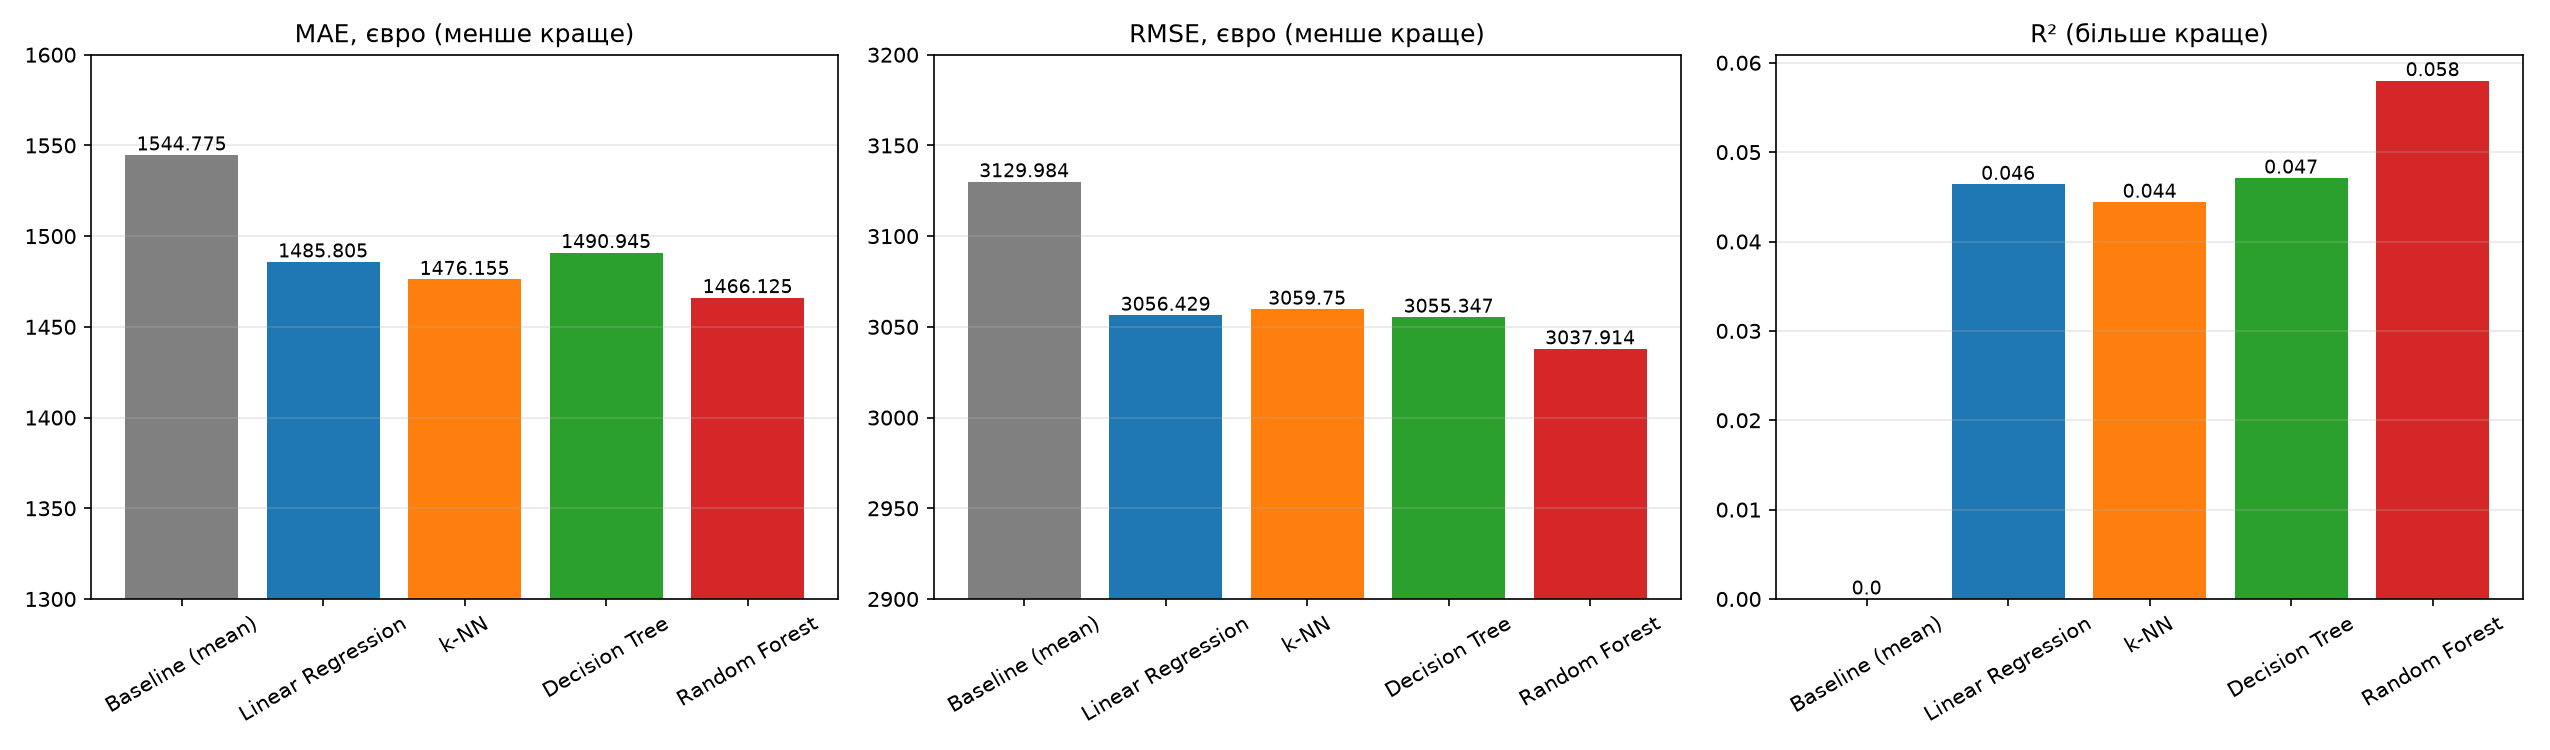 MAE, євро (менше краще)
1600
1550
1500
1450
1400
1350
1300
1544.775
1485.805
1476.155
1490.945
1466.125
Baseline (mean)
Linear Regression
k-NN
Decision Tree
Random Forest
RMSE, євро (менше краще)
3200
3150
3100
3050
3000
2950
2900
3129.984
3056.429
3059.75
3055.347
3037.914
Baseline (mean)
Linear Regression
k-NN
Decision Tree
Random Forest
R² (більше краще)
0.06
0.05
0.04
0.03
0.02
0.01
0.00
0.0
0.046
0.044
0.047
0.058
Baseline (mean)
Linear Regression
k-NN
Decision Tree
Random Forest